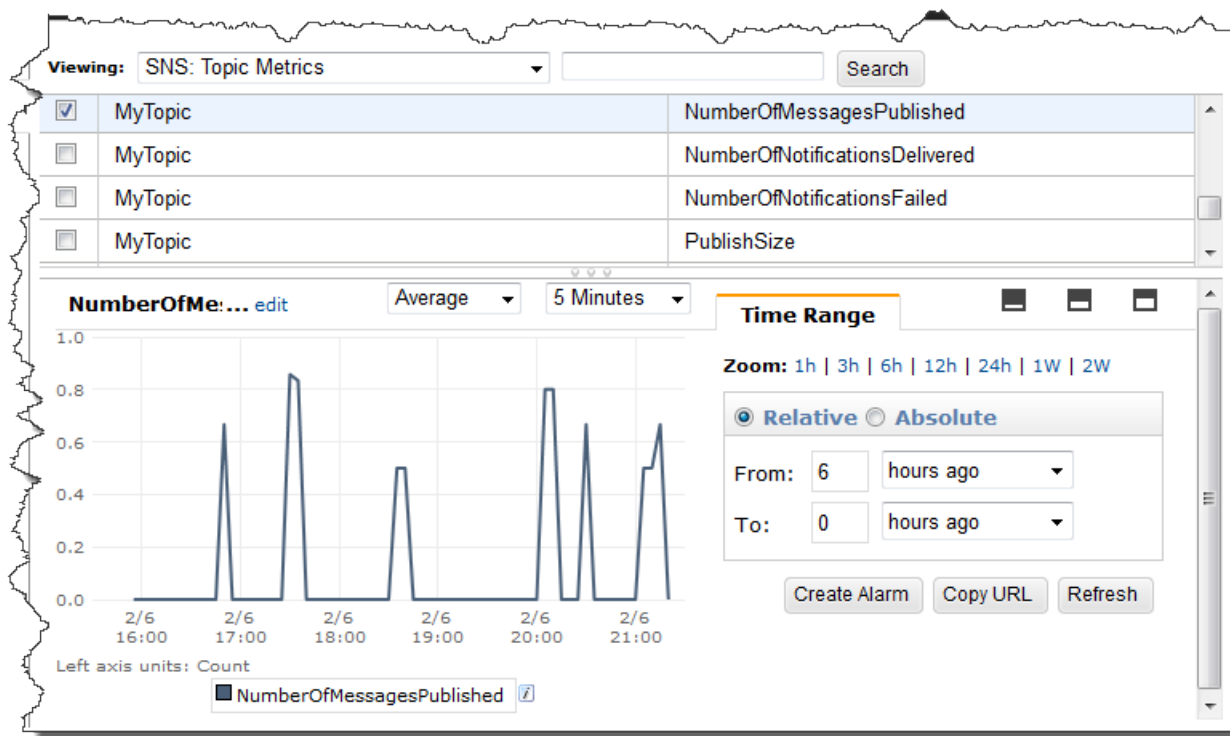 Viewing: SNS: Topic Metrics Search
MyTopic NumberOfMessagesPublished
MyTopic NumberOfNotificationsDelivered
MyTopic NumberOfNotificationsFailed
MyTopic PublishSize
NumberOfMe:... edit Average 5 Minutes
Time Range
1.0
0.8
0.6
0.4
0.2
0.0
2/6 2/6 2/6 2/6 2/6 2/6
16:00 17:00 18:00 19:00 20:00 21:00
Left axis units: Count
NumberOfMessagesPublished i
Zoom: 1h | 3h | 6h | 12h | 24h | 1W | 2W
Relative Absolute
From: 6 hours ago
To: 0 hours ago
Create Alarm Copy URL Refresh